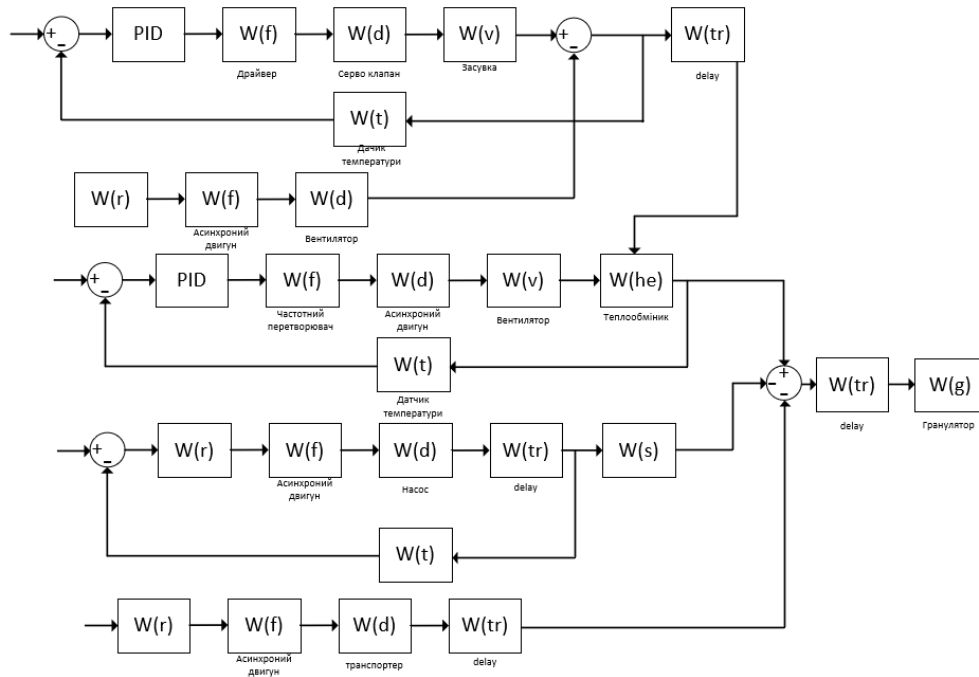 +
-
PID
W(f)
W(d)
W(v)
-
W(tr)
Драйвер
Серво клапан
Засувка
delay
W(t)
Дачик
температури
W(r)
W(f)
W(d)
Асинхроний
двигун
Вентилятор
+
-
PID
W(f)
W(d)
W(v)
W(he)
Частотний
перетворювач
Асинхроний
двигун
Вентилятор
Теплообміник
W(t)
Датчик
температури
+
-
-
W(tr)
W(g)
delay
Гранулятор
+
-
W(r)
W(f)
W(d)
W(tr)
W(s)
Асинхроний
двигун
Насос
delay
W(t)
W(r)
W(f)
W(d)
W(tr)
Асинхроний
двигун
транспортер
delay